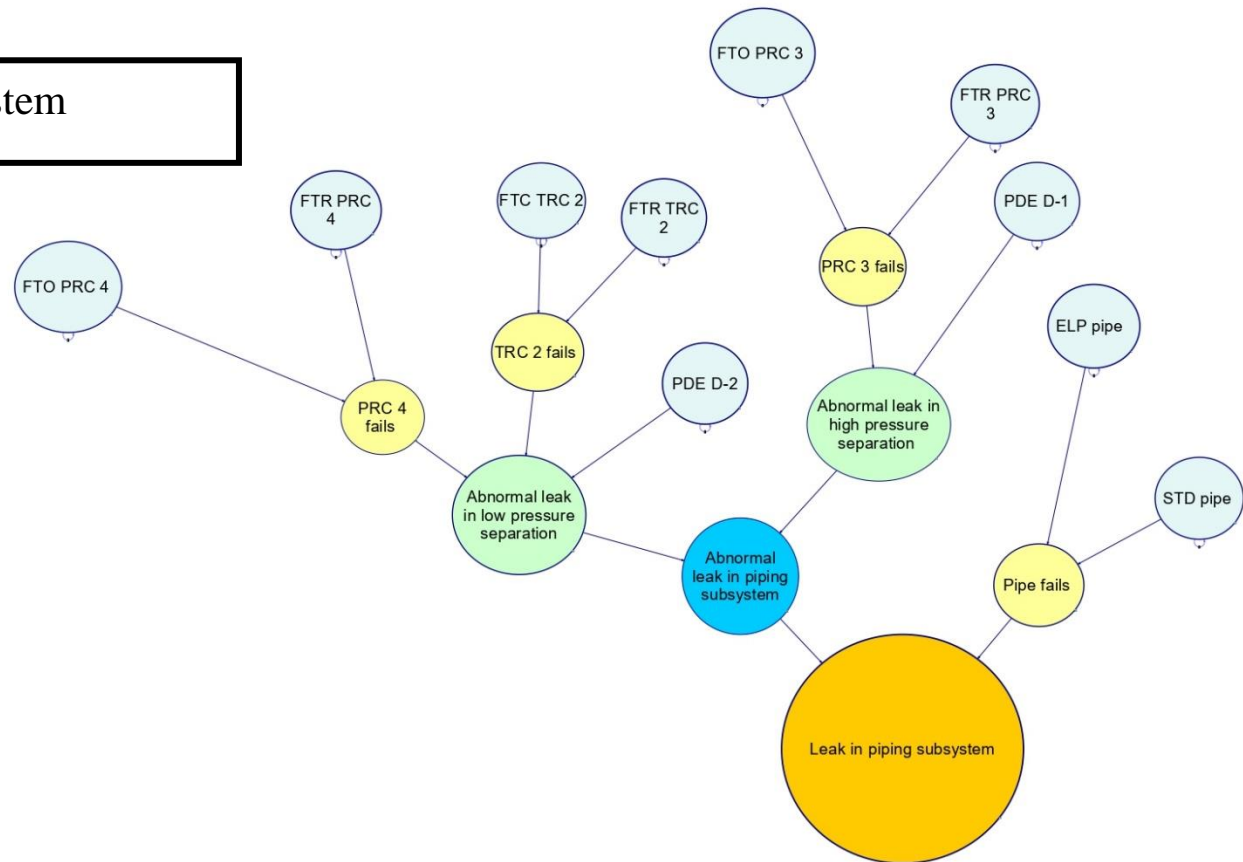 stem
FTO PRC 3
FTR PRC
3
FTR PRC
4
FTC TRC 2
FTR TRC
2
PDE D-1
FTO PRC 4
PRC 3 fails
ELP pipe
TRC 2 fails
PDE D-2
PRC 4
fails
Abnormal leak in
high pressure
separation
Abnormal leak
in low pressure
separation
STD pipe
Abnormal
leak in piping
subsystem
Pipe fails
Leak in piping subsystem